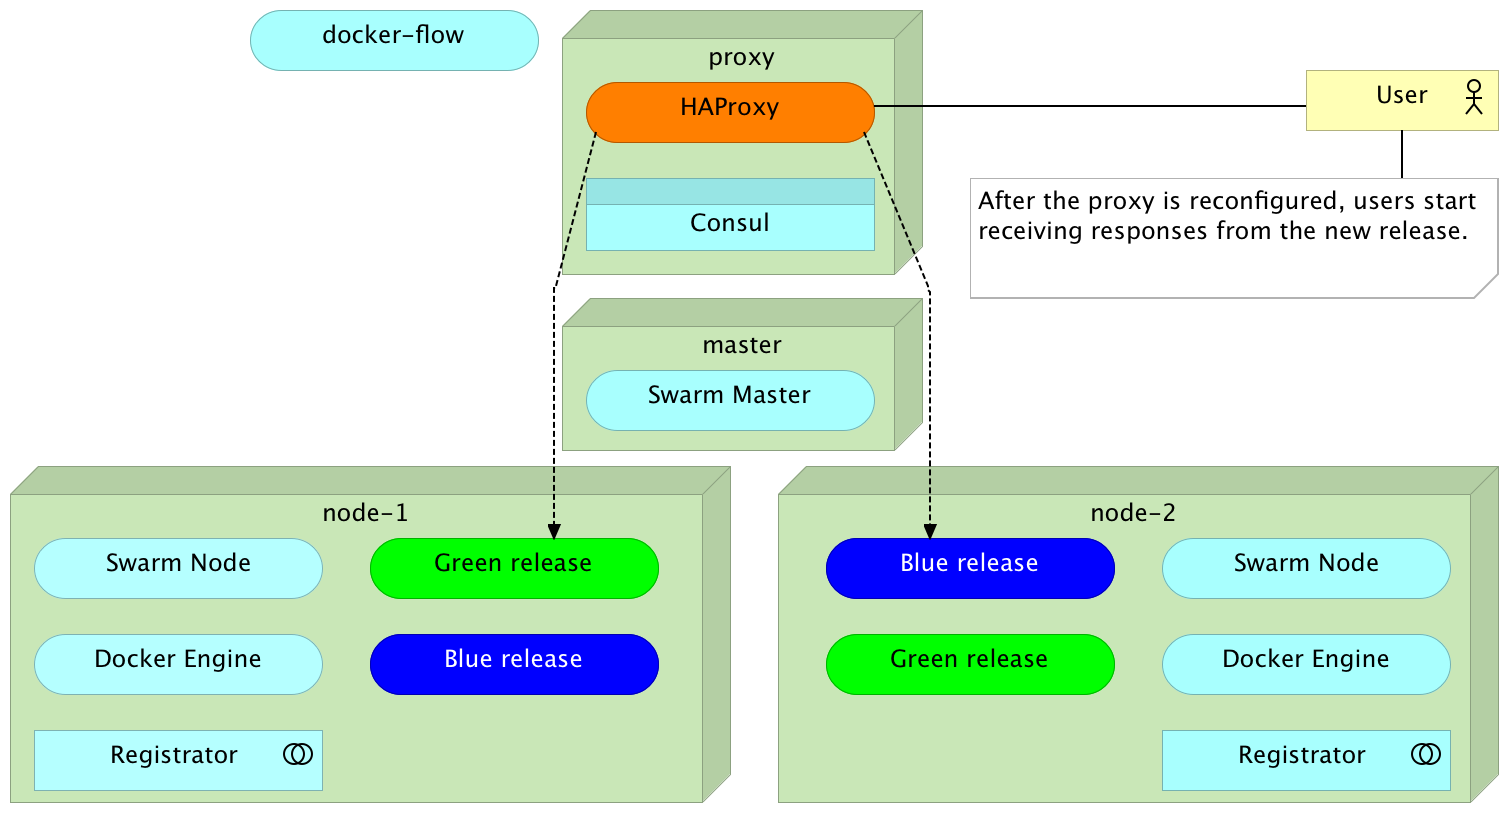 docker-flow
proxy
HAProxy
User
Consul
After the proxy is reconfigured, users start
receiving responses from the new release.
master
Swarm Master
node-1
Swarm Node
Green release
Docker Engine
Blue release
Registrator
node-2
Blue release
Swarm Node
Green release
Docker Engine
Registrator